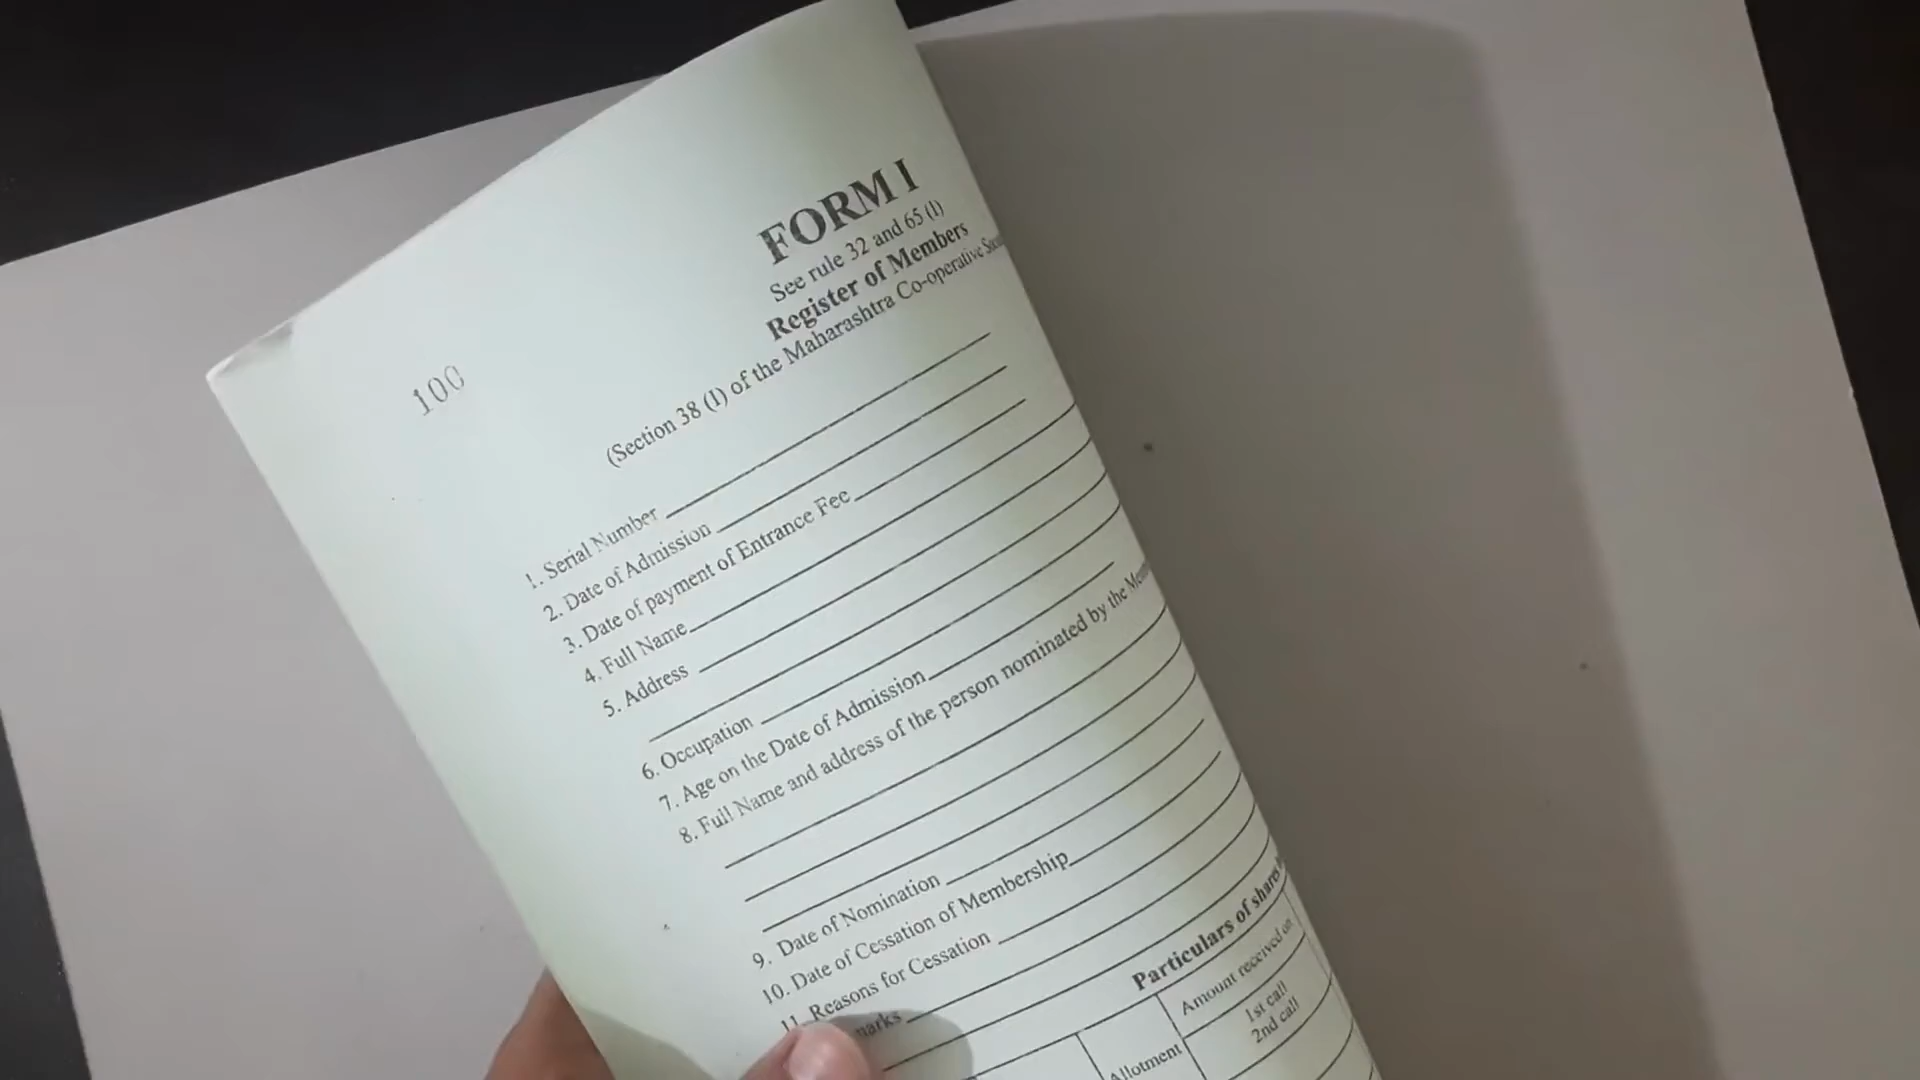 100
FORM I
See rule 32 and 65 (1)
Register of Members
(Section 38 (1) of the Maharashtra Co-operative
1. Serial Number
2. Date of Admission
3. Date of payment of Entrance Fee
4. Full Name
5. Address
6. Occupation
7. Age on the Date of Admission
8. Full Name and address of the person nominated by the
9. Date of Nomination
10. Date of Cessation of Membership
11. Reasons for Cessation
Particulars of shares
Amount received on
Allotment
1st call
2nd call